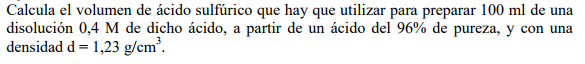 Calcula el volumen de ácido sulfúrico que hay que utilizar para preparar 100 ml de una
disolución 0,4 M de dicho ácido, a partir de un ácido del 96% de pureza, y con una
densidad d = 1,23 g/cm³.